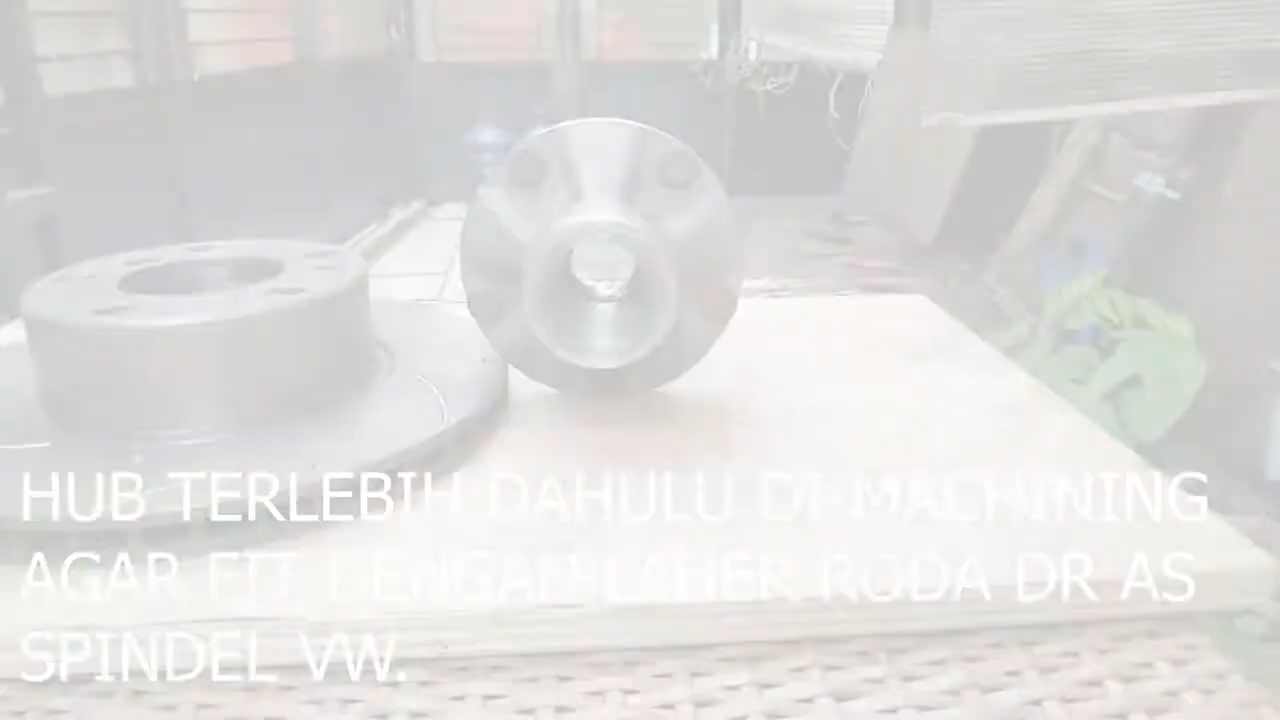 HUB TERLEBIH DAHULU DI MACHINING
AGAR FIT DENGAN LAHER RODA DR AS
SPINDEL VW.